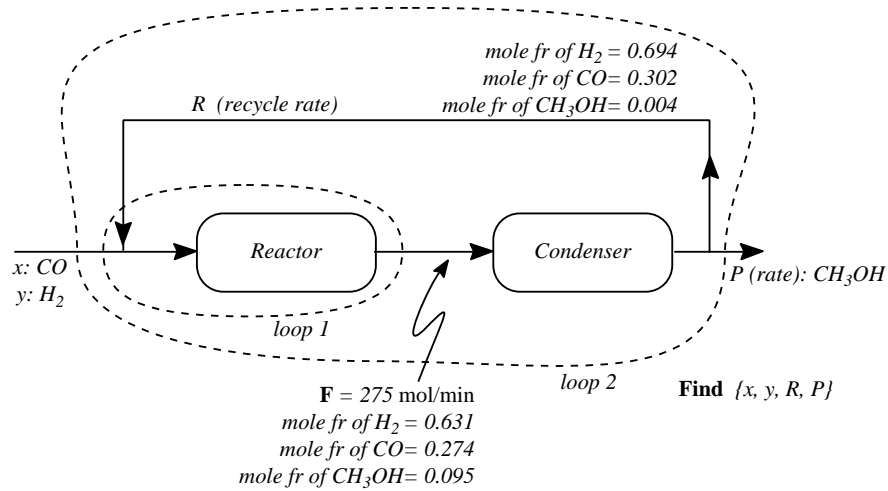 mole fr of H₂ = 0.694
mole fr of CO= 0.302
mole fr of CH₃OH= 0.004
R (recycle rate)
Reactor
Condenser
x: CO
y: H₂
P (rate): CH₃OH
loop 1
loop 2
F = 275 mol/min
mole fr of H₂= 0.631
mole fr of CO= 0.274
mole fr of CH₃OH= 0.095
Find {x, y, R, P}